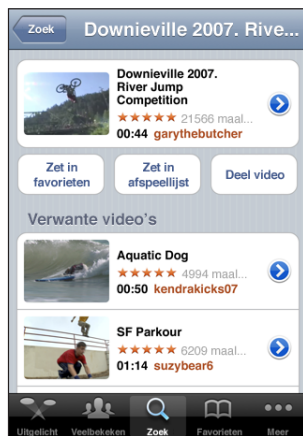 Zoek
Downieville 2007. Rive...
Downieville 2007.
River Jump
Competition
21566 maal...
00:44 garythebutcher
Zet in
favorieten
Zet in
afspeellijst
Deel video
Verwante video's
Aquatic Dog
4994 maal...
00:50 kendrakicks07
SF Parkour
6209 maal...
01:14 suzybear6
Uitgelicht
Veelbekeken
Zoek
Favorieten
Meer